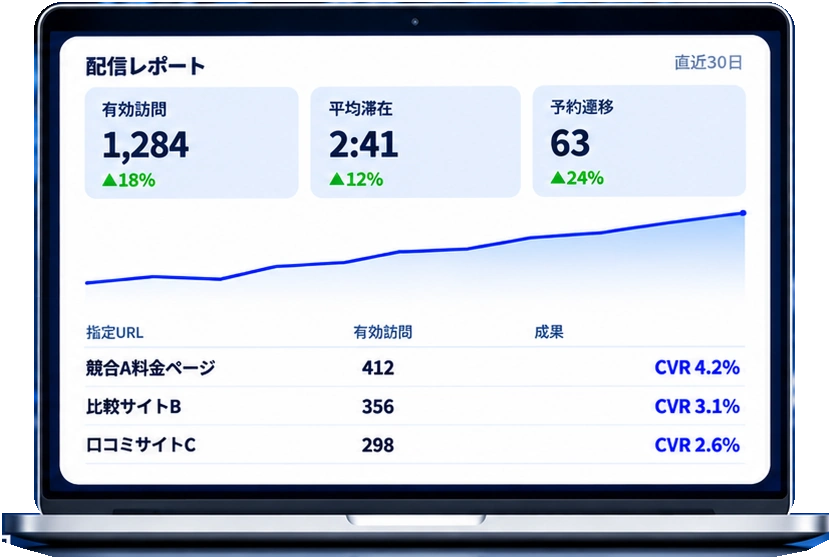 配信レポート 直近30日
有効訪問 平均滞在 予約遷移
1,284 2:41 63
▲18% ▲12% ▲24%
指定URL 有効訪問 成果
競合A料金ページ 412 CVR 4.2%
比較サイトB 356 CVR 3.1%
口コミサイトC 298 CVR 2.6%